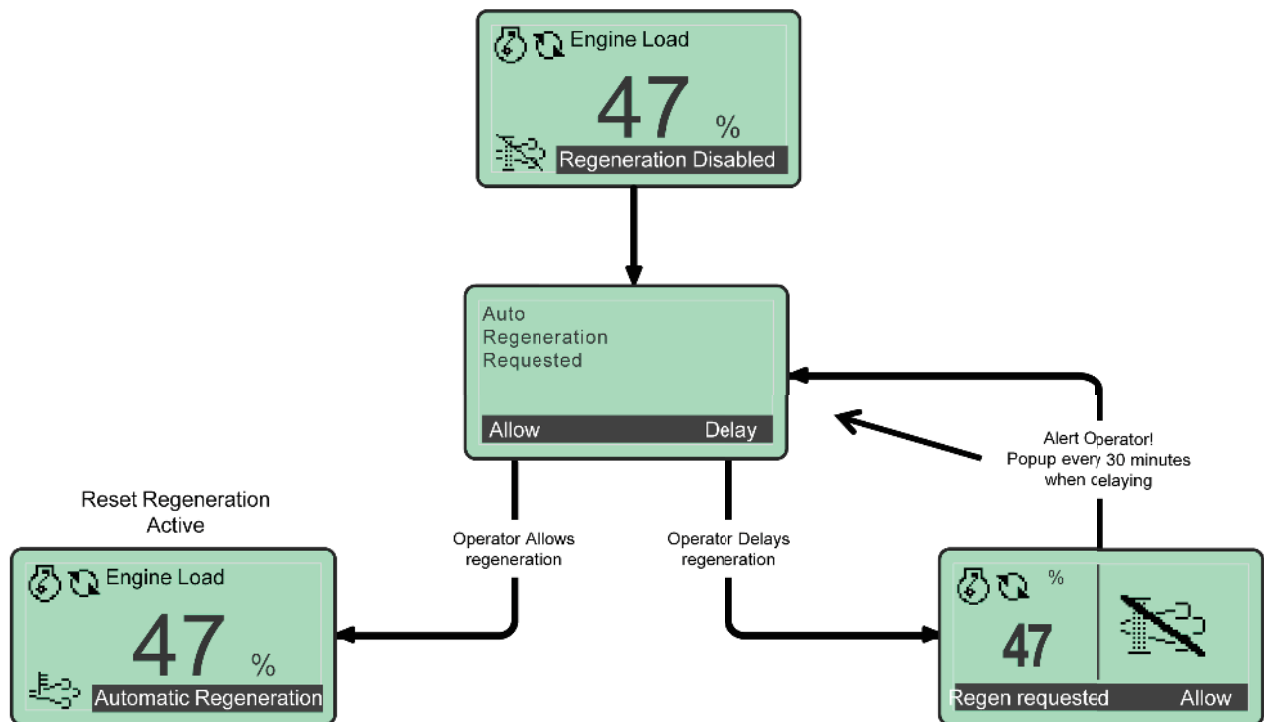 Engine Load
47 %
Regeneration Disabled
Auto
Regeneration
Requested
Allow Delay
Alert Operator!
Popup every 30 minutes
when delaying
Operator Allows
regeneration
Operator Delays
regeneration
Reset Regeneration
Active
Engine Load
47 %
Automatic Regeneration
%
47
Regen requested Allow